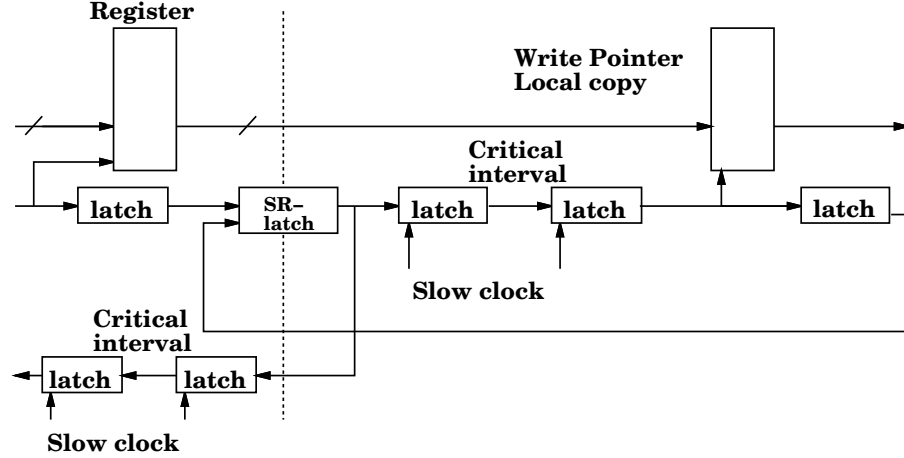 Register
Write Pointer
Local copy
Critical
interval
latch
SR–
latch
latch
latch
latch
Slow clock
Critical
interval
latch
latch
Slow clock